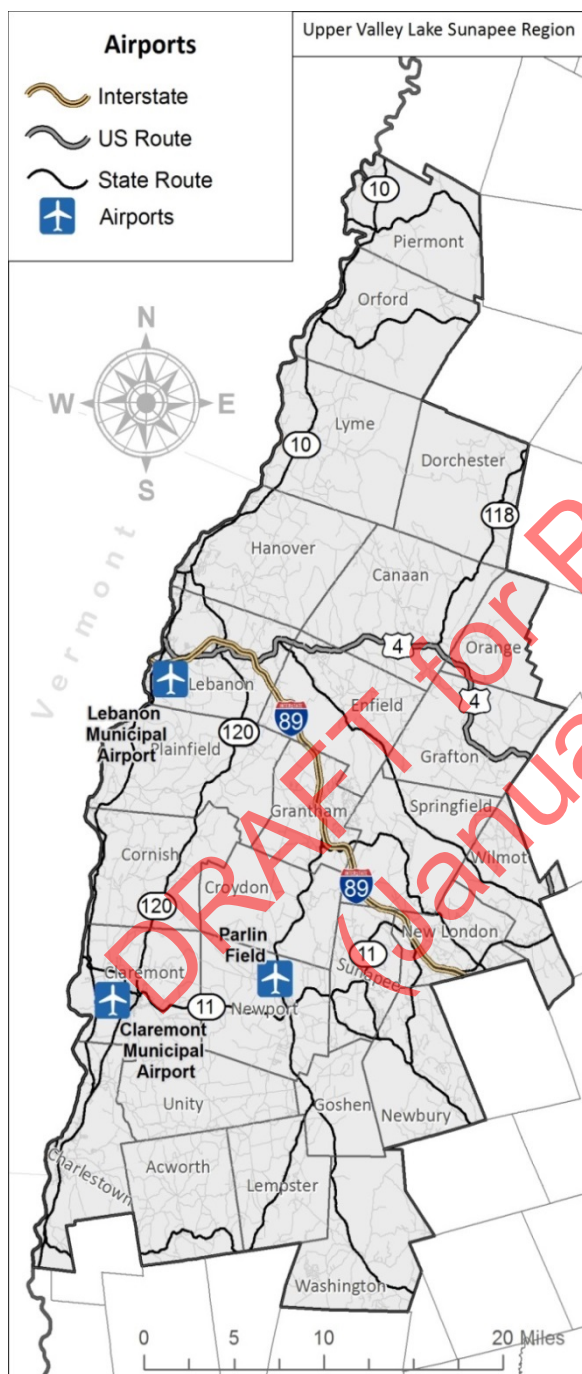 Airports
Upper Valley Lake Sunapee Region
Interstate
US Route
State Route
Airports
N
W E
S
Vermont
10
Piermont
Orford
Lyme
10
Dorchester
118
Hanover
Canaan
4
Orange
Lebanon
Enfield
4
Lebanon
Municipal
Airport
89
120
Plainfield
Grafton
Grantham
Springfield
Cornish
Wilmot
Croydon
89
120
New London
Parlin
Field
11
Sunapee
Claremont
11
Newport
Claremont
Municipal
Airport
Unity
Goshen
Newbury
Charlestown
Acworth
Lempster
Washington
0 5 10 20 Miles
DRAFT for